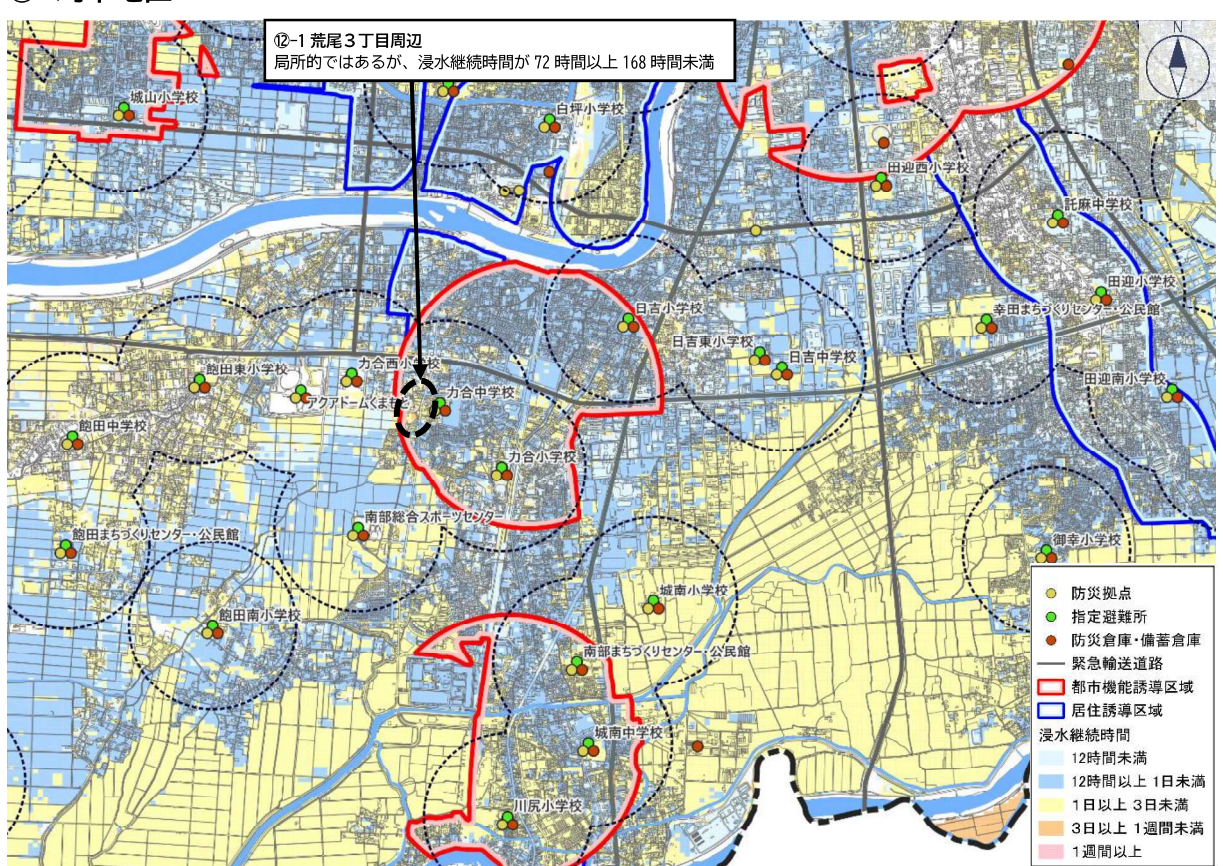 N
⑫-1 荒尾3丁目周辺
局所的ではあるが、浸水継続時間が 72 時間以上 168 時間未満
城山小学校
白坪小学校
田迎西小学校
託麻中学校
田迎小学校
幸田まちづくりセンター・公民館
日吉小学校
日吉東小学校
日吉中学校
力合西小学校
飽田東小学校
アクアドームくまもと
力合中学校
田迎南小学校
飽田中学校
力合小学校
南部総合スポーツセンター
飽田まちづくりセンター・公民館
御幸小学校
城南小学校
飽田南小学校
南部まちづくりセンター・公民館
城南中学校
川尻小学校
防災拠点
指定避難所
防災倉庫・備蓄倉庫
緊急輸送道路
都市機能誘導区域
居住誘導区域
浸水継続時間
12時間未満
12時間以上 1日未満
1日以上 3日未満
3日以上 1週間未満
1週間以上